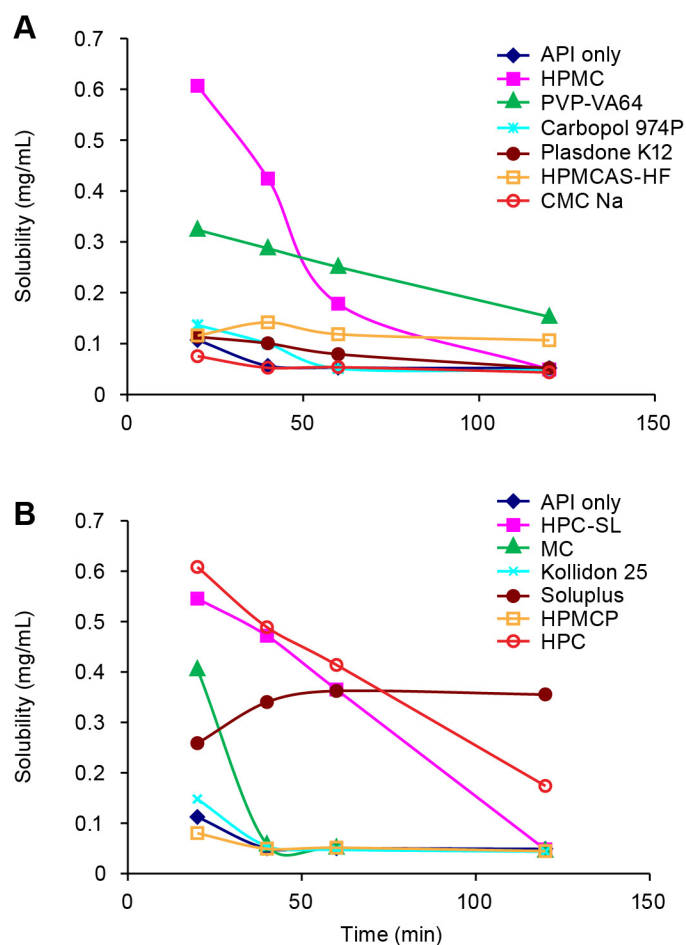 A
0.7
0.6
0.5
0.4
0.3
0.2
0.1
0
Solubility (mg/mL)
0
50
100
150
API only
HPMC
PVP-VA64
Carbopol 974P
Plasdone K12
HPMCAS-HF
CMC Na
B
0.7
0.6
0.5
0.4
0.3
0.2
0.1
0
Solubility (mg/mL)
0
50
100
150
Time (min)
API only
HPC-SL
MC
Kollidon 25
Soluplus
HPMCP
HPC